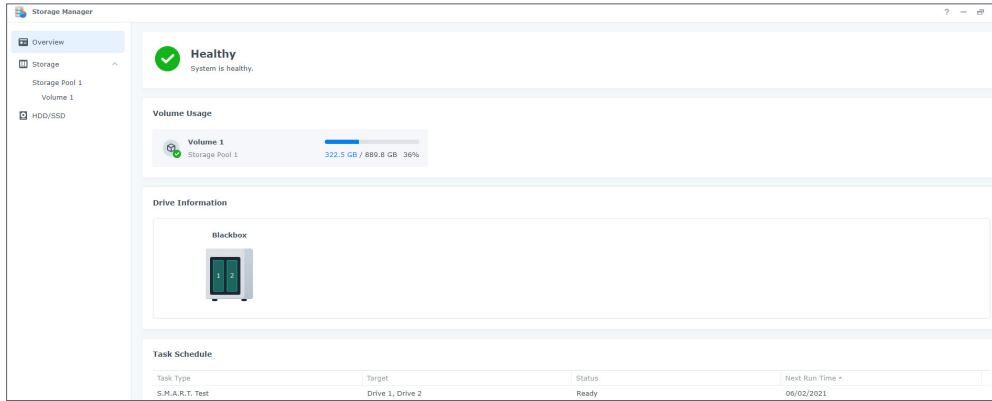 Storage Manager
?
Overview
Storage
Storage Pool 1
Volume 1
HDD/SSD
Healthy
System is healthy.
Volume Usage
Volume 1
Storage Pool 1
322.5 GB / 889.8 GB 36%
Drive Information
Blackbox
1 2
Task Schedule
Task Type Target Status Next Run Time
S.M.A.R.T. Test Drive 1, Drive 2 Ready 06/02/2021